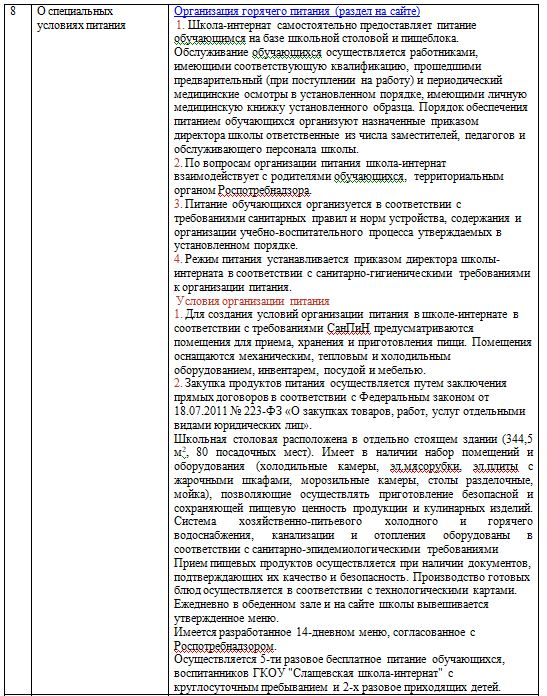 8
О специальных
условиях питания
Организация горячего питания (раздел на сайте)
1. Школа-интернат самостоятельно предоставляет питание
обучающимся на базе школьной столовой и пищеблока.
Обслуживание обучающихся осуществляется работниками,
имеющими соответствующую квалификацию, прошедшими
предварительный (при поступлении на работу) и периодический
медицинские осмотры в установленном порядке, имеющими личную
медицинскую книжку установленного образца. Порядок обеспечения
питанием обучающихся организуют назначенные приказом
директора школы ответственные из числа заместителей, педагогов и
обслуживающего персонала школы.
2. По вопросам организации питания школа-интернат
взаимодействует с родителями обучающихся, территориальным
органом Роспотребнадзора.
3. Питание обучающихся организуется в соответствии с
требованиями санитарных правил и норм устройства, содержания и
организации учебно-воспитательного процесса утверждаемых в
установленном порядке.
4. Режим питания устанавливается приказом директора школы-
интерната в соответствии с санитарно-гигиеническими требованиями
к организации питания.
Условия организации питания
1. Для создания условий организации питания в школе-интернате в
соответствии с требованиями СанПиН предусматриваются
помещения для приема, хранения и приготовления пищи. Помещения
оснащаются механическим, тепловым и холодильным
оборудованием, инвентарем, посудой и мебелью.
2. Закупка продуктов питания осуществляется путем заключения
прямых договоров в соответствии с Федеральным законом от
18.07.2011 № 223-ФЗ «О закупках товаров, работ, услуг отдельными
видами юридических лиц».
Школьная столовая расположена в отдельно стоящем здании (344,5
м², 80 посадочных мест). Имеет в наличии набор помещений и
оборудования (холодильные камеры, эл.мясорубки, эл.плиты с
жарочными шкафами, морозильные камеры, столы разделочные,
мойка), позволяющие осуществлять приготовление безопасной и
сохраняющей пищевую ценность продукции и кулинарных изделий.
Система хозяйственно-питьевого холодного и горячего
водоснабжения, канализации и отопления оборудованы в
соответствии с санитарно-эпидемиологическими требованиями
Прием пищевых продуктов осуществляется при наличии документов,
подтверждающих их качество и безопасность. Производство готовых
блюд осуществляется в соответствии с технологическими картами.
Ежедневно в обеденном зале и на сайте школы вывешивается
утвержденное меню.
Имеется разработанное 14-дневном меню, согласованное с
Роспотребнадзором.
Осуществляется 5-ти разовое бесплатное питание обучающихся,
воспитанников ГКОУ "Слащевская школа-интернат" с
круглосуточным пребыванием и 2-х разовое приходящих детей.